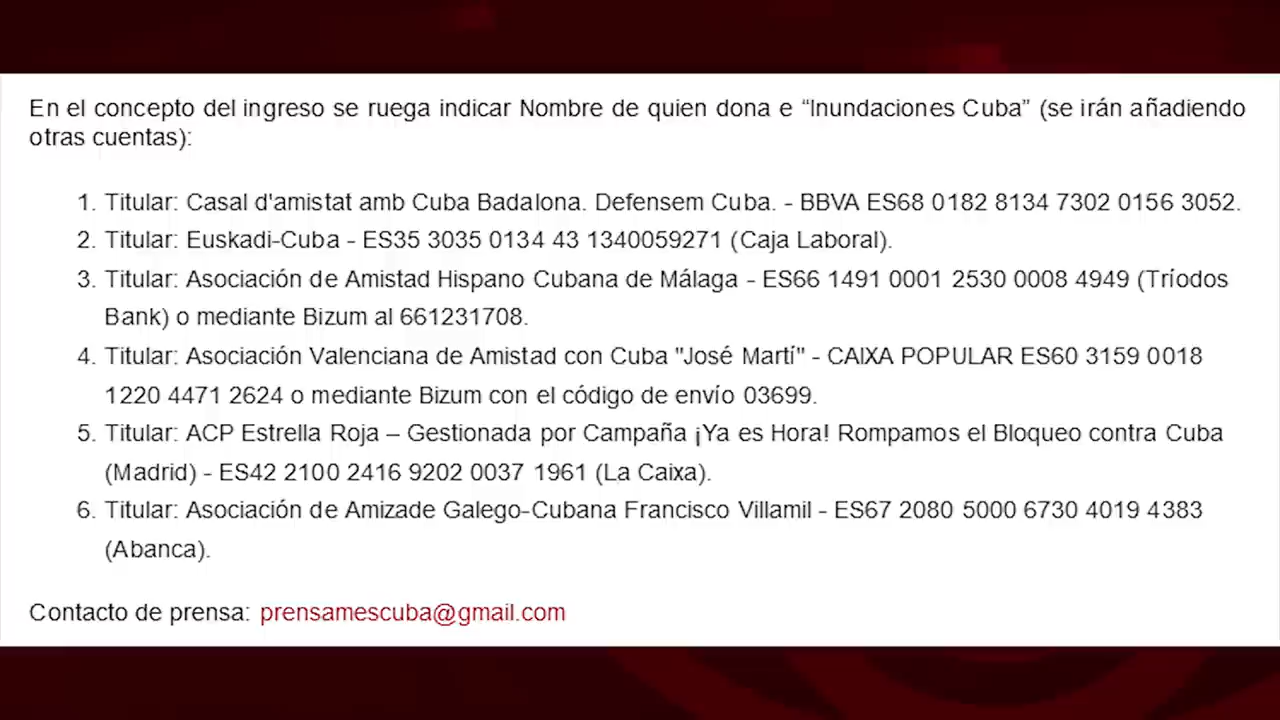 En el concepto del ingreso se ruega indicar Nombre de quien dona e “Inundaciones Cuba” (se irán añadiendo
otras cuentas):
1. Titular: Casal d'amistat amb Cuba Badalona. Defensem Cuba. - BBVA ES68 0182 8134 7302 0156 3052.
2. Titular: Euskadi-Cuba - ES35 3035 0134 43 1340059271 (Caja Laboral).
3. Titular: Asociación de Amistad Hispano Cubana de Málaga - ES66 1491 0001 2530 0008 4949 (Tríodos
Bank) o mediante Bizum al 661231708.
4. Titular: Asociación Valenciana de Amistad con Cuba "José Martí" - CAIXA POPULAR ES60 3159 0018
1220 4471 2624 o mediante Bizum con el código de envío 03699.
5. Titular: ACP Estrella Roja – Gestionada por Campaña ¡Ya es Hora! Rompamos el Bloqueo contra Cuba
(Madrid) - ES42 2100 2416 9202 0037 1961 (La Caixa).
6. Titular: Asociación de Amizade Galego-Cubana Francisco Villamil - ES67 2080 5000 6730 4019 4383
(Abanca).
Contacto de prensa: prensamescuba@gmail.com